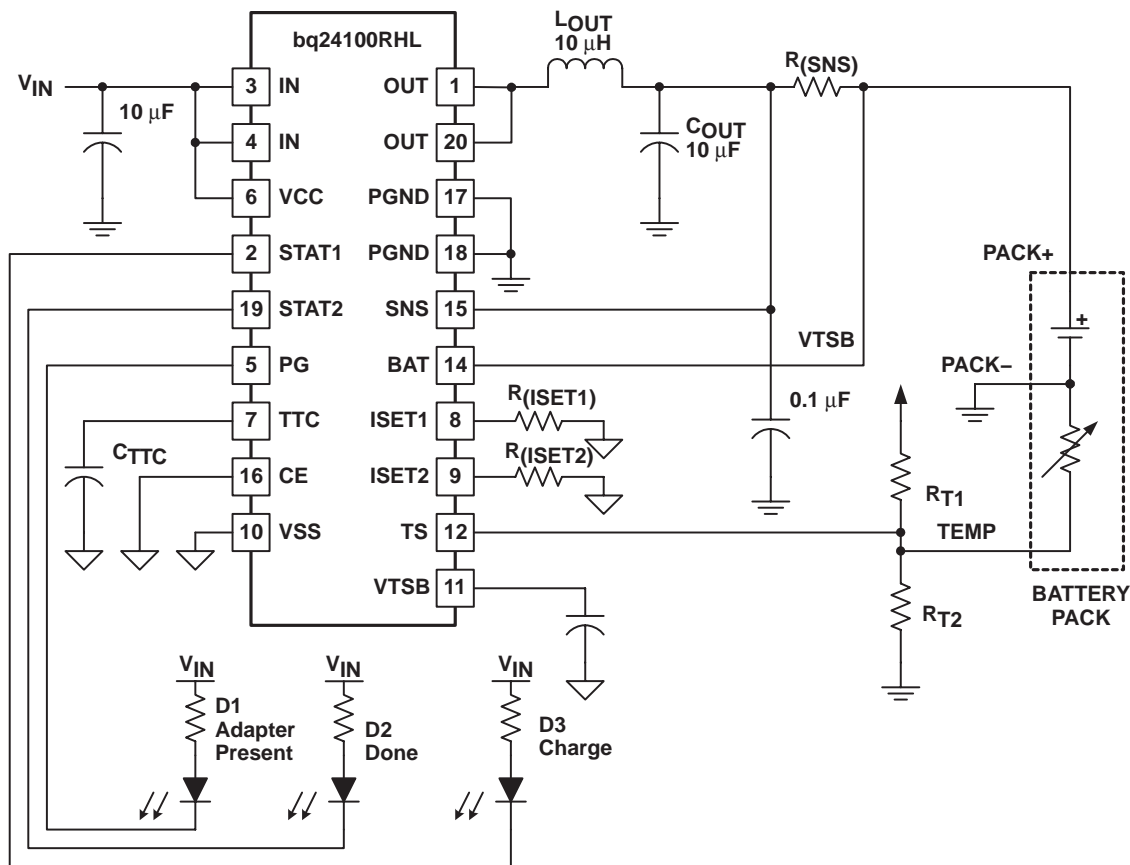 LOUT
10 μH
bq24100RHL
R(SNS)
VIN
3 IN
OUT 1
10 μF
COUT
10 μF
4 IN
OUT 20
6 VCC
PGND 17
2 STAT1
PGND 18
PACK+
19 STAT2
SNS 15
+
VTSB
5 PG
BAT 14
PACK–
R(ISET1)
0.1 μF
7 TTC
ISET1 8
CTTC
R(ISET2)
16 CE
ISET2 9
RT1
10 VSS
TS 12
TEMP
VTSB 11
BATTERY
PACK
RT2
VIN
VIN
VIN
D1
Adapter
Present
D2
Done
D3
Charge